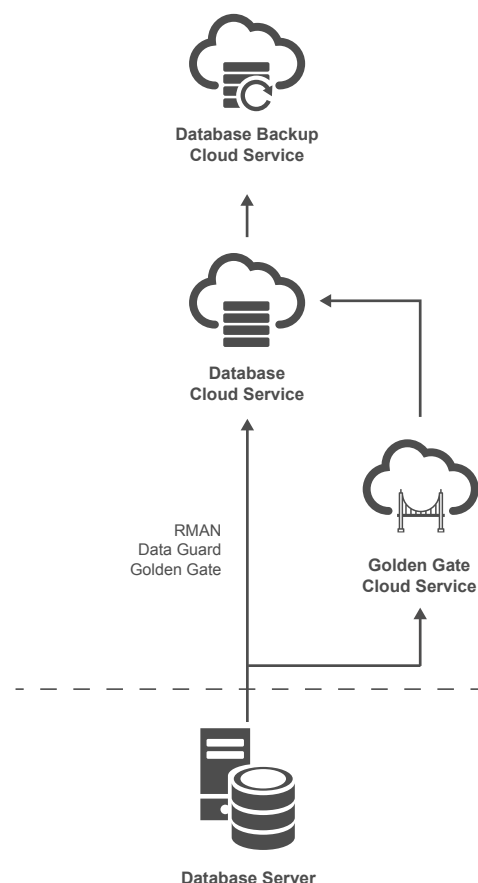 Database Backup
Cloud Service
Database
Cloud Service
RMAN
Data Guard
Golden Gate
Golden Gate
Cloud Service
Database Server